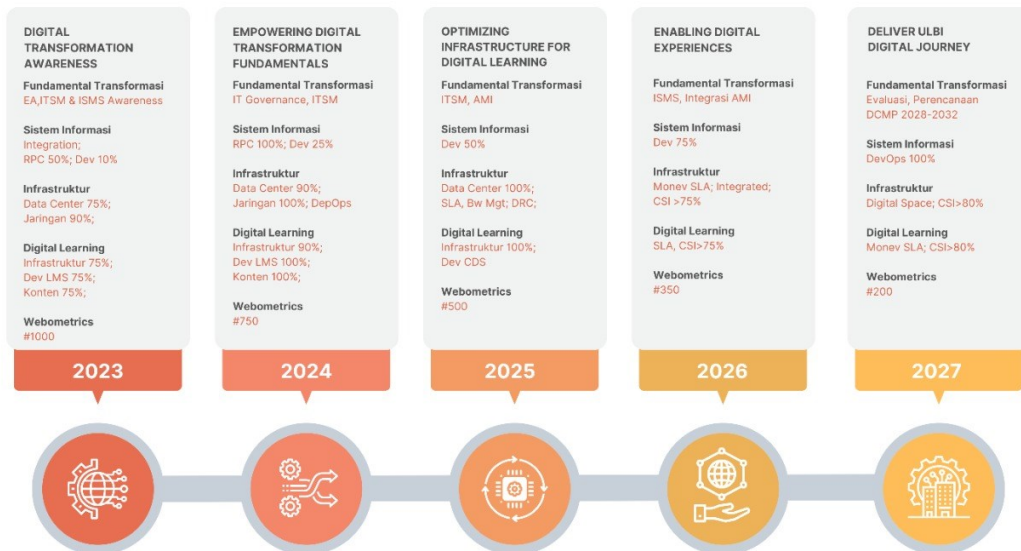 DIGITAL
TRANSFORMATION
AWARENESS
Fundamental Transformasi
EA,ITSM & ISMS Awareness
Sistem Informasi
Integration;
RPC 50%; Dev 10%
Infrastruktur
Data Center 75%;
Jaringan 90%;
Digital Learning
Infrastruktur 75%;
Dev LMS 75%;
Konten 75%;
Webometrics
#1000
2023
EMPOWERING DIGITAL
TRANSFORMATION
FUNDAMENTALS
Fundamental Transformasi
IT Governance, ITSM
Sistem Informasi
RPC 100%; Dev 25%
Infrastruktur
Data Center 90%;
Jaringan 100%; DepOps
Digital Learning
Infrastruktur 90%;
Dev LMS 100%;
Konten 100%;
Webometrics
#750
2024
OPTIMIZING
INFRASTRUCTURE FOR
DIGITAL LEARNING
Fundamental Transformasi
ITSM, AMI
Sistem Informasi
Dev 50%
Infrastruktur
Data Center 100%;
SLA, Bw Mgt; DRC;
Digital Learning
Infrastruktur 100%;
Dev CDS
Webometrics
#500
2025
ENABLING DIGITAL
EXPERIENCES
Fundamental Transformasi
ISMS, Integrasi AMI
Sistem Informasi
Dev 75%
Infrastruktur
Monev SLA; Integrated;
CSI >75%
Digital Learning
SLA, CSI>75%
Webometrics
#350
2026
DELIVER ULBI
DIGITAL JOURNEY
Fundamental Transformasi
Evaluasi, Perencanaan
DCMP 2028-2032
Sistem Informasi
DevOps 100%
Infrastruktur
Digital Space; CSI>80%
Digital Learning
Monev SLA; CSI>80%
Webometrics
#200
2027